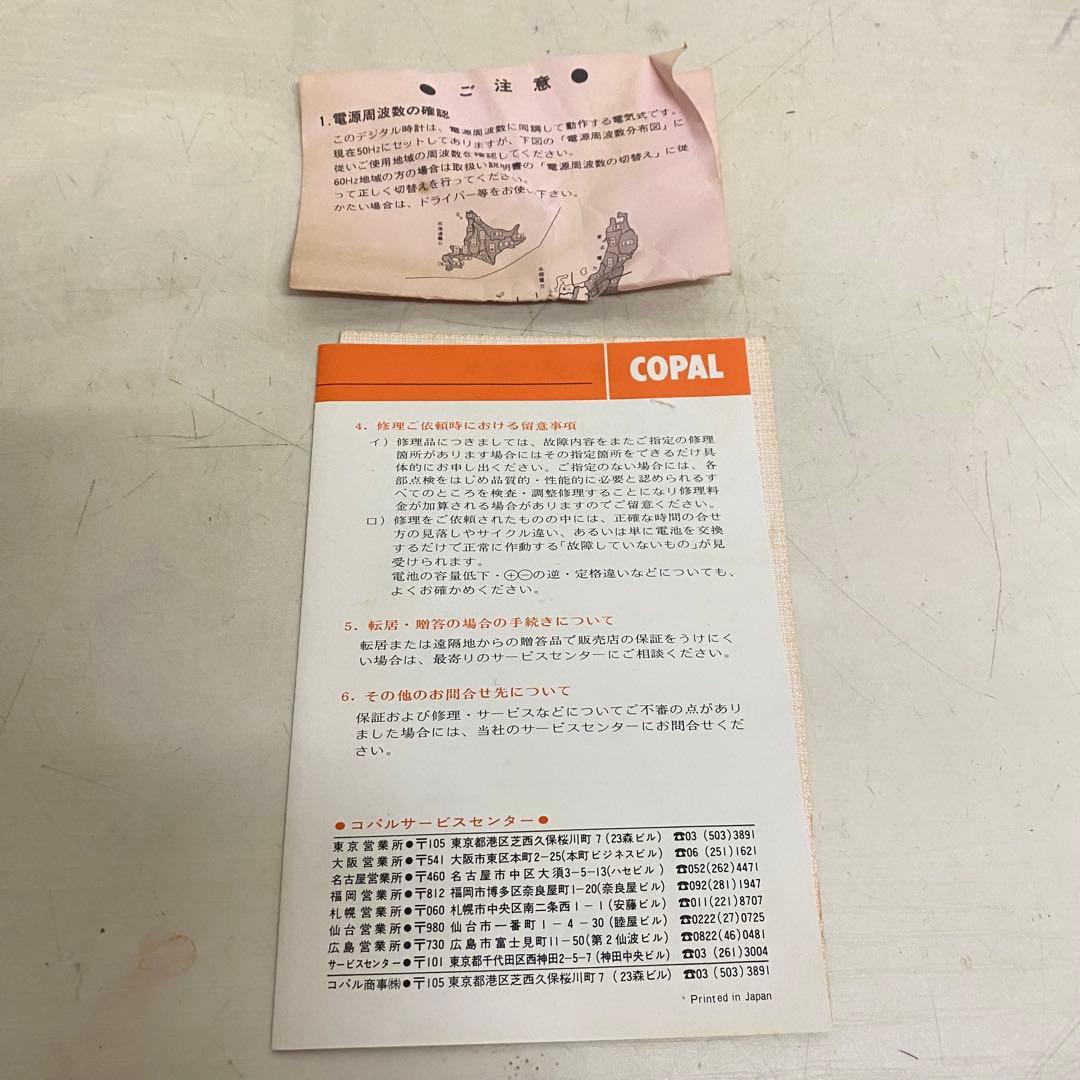 ● ご注意 ●
1.電源周波数の確認
このデジタル時計は、電源周波数に同調して動作する電気式です。
現在50Hzにセットしてありますが、下図の「電源周波数分布図」に
従いご使用地域の周波数を確認してください。
60Hz地域の方の場合は取扱い説明書の「電源周波数の切替え」に従
って正しく切替えを行ってください。
かたい場合は、ドライバー等をお使い下さい。
北海道電力
東北電力
北陸電力
COPAL
4. 修理ご依頼時における留意事項
イ）修理品につきましては、故障内容をまたご指定の修理
箇所があります場合にはその指定箇所をできるだけ具
体的にお申し出ください。ご指定のない場合には、各
部点検をはじめ品質的・性能的に必要と認められるす
べてのところを検査・調整修理することになり修理料
金が加算される場合がありますのでご留意ください。
ロ）修理をご依頼されたものの中には、正確な時間の合せ
方の見落しやサイクル違い、あるいは単に電池を交換
するだけで正常に作動する「故障していないもの」が見
受けられます。
電池の容量低下・⊕⊖の逆・定格違いなどについても、
よくお確かめください。
5. 転居・贈答の場合の手続きについて
転居または遠隔地からの贈答品で販売店の保証をうけにく
い場合は、最寄りのサービスセンターにご相談ください。
6. その他のお問合せ先について
保証および修理・サービスなどについてご不審の点があり
ました場合には、当社のサービスセンターにお問合せくだ
さい。
●コパルサービスセンター●
東京営業所●〒105 東京都港区芝西久保桜川町7(23森ビル) ☎03(503)3891
大阪営業所●〒541 大阪市東区本町2-25(本町ビジネスビル) ☎06(251)1621
名古屋営業所●〒460 名古屋市中区大須3-5-13(ハセビル) ☎052(262)4471
福岡営業所●〒812 福岡市博多区奈良屋町1-20(奈良屋ビル) ☎092(281)1947
札幌営業所●〒060 札幌市中央区南二条西1-1(安藤ビル) ☎011(221)8707
仙台営業所●〒980 仙台市一番町1-4-30(睦屋ビル) ☎0222(27)0725
広島営業所●〒730 広島市富士見町11-50(第2仙波ビル) ☎0822(46)0481
サービスセンター●〒101 東京都千代田区西神田2-5-7(神田中央ビル) ☎03(261)3004
コパル商事㈱●〒105 東京都港区芝西久保桜川町7(23森ビル) ☎03(503)3891
Printed in Japan